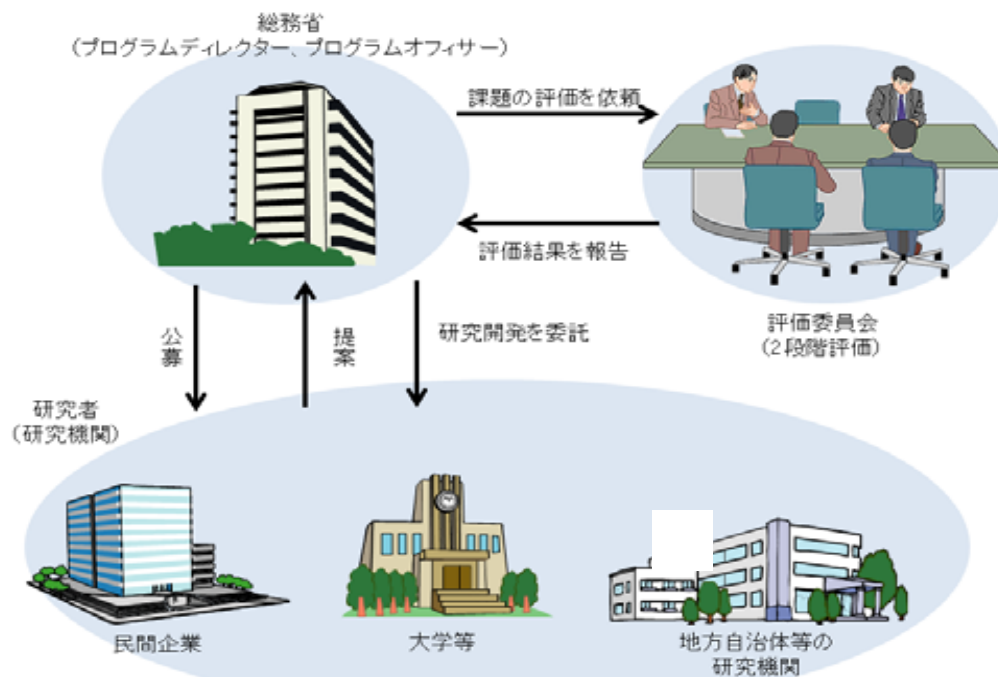 総務省
（プログラムディレクター、プログラムオフィサー）
課題の評価を依頼
評価結果を報告
評価委員会
（2段階評価）
公募
提案
研究開発を委託
研究者
（研究機関）
民間企業
大学等
地方自治体等の
研究機関